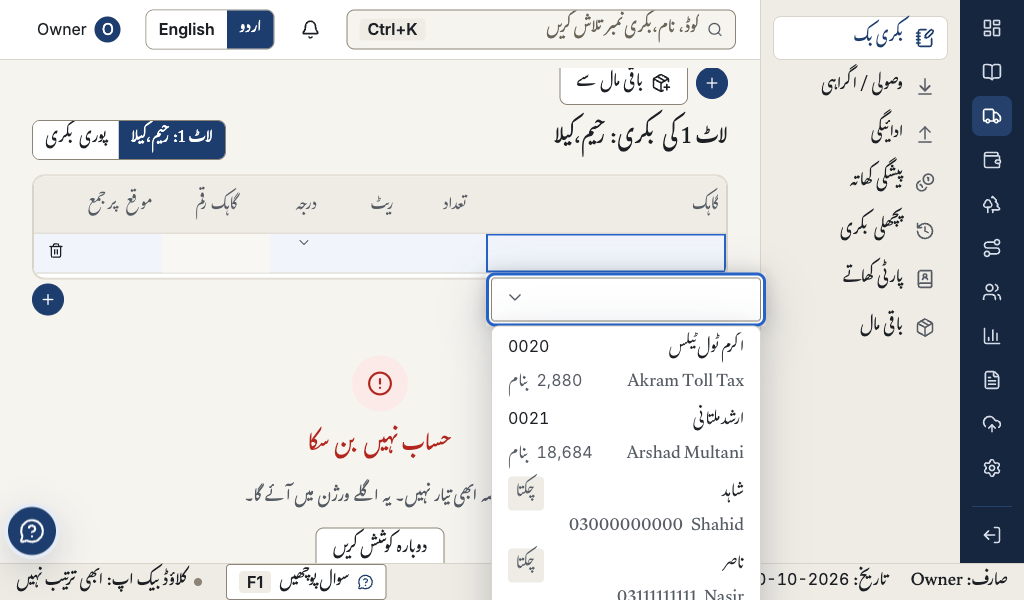 بکری بک
وصولی / اگراہی
ادائیگی
پیشگی کھاتہ
پچھلی بکری
پارٹی کھاتے
باقی مال
کوڈ، نام، بکری نمبر تلاش کریں
Ctrl+K
اردو
English
Owner
O
باقی مال سے
لاٹ 1 کی بکری: رحیم، کیلا
لاٹ 1: رحیم، کیلا
پوری بکری
گاہک
تعداد
ریٹ
درجہ
گاہک رقم
موقع پر جمع
اکرم ٹول ٹیکس
0020
Akram Toll Tax
2,880 بنام
ارشد ملتانی
0021
Arshad Multani
18,684 بنام
شاہد
چکتا
Shahid 03000000000
ناصر
چکتا
Nasir 03111111111
حساب نہیں بن سکا
ابھی تیار نہیں۔ یہ اگلے ورژن میں آئے گا۔
دوبارہ کوشش کریں
صارف: Owner
تاریخ: 0-10-2026
سوال پوچھیں
F1
کلاؤڈ بیک اپ: ابھی ترتیب نہیں